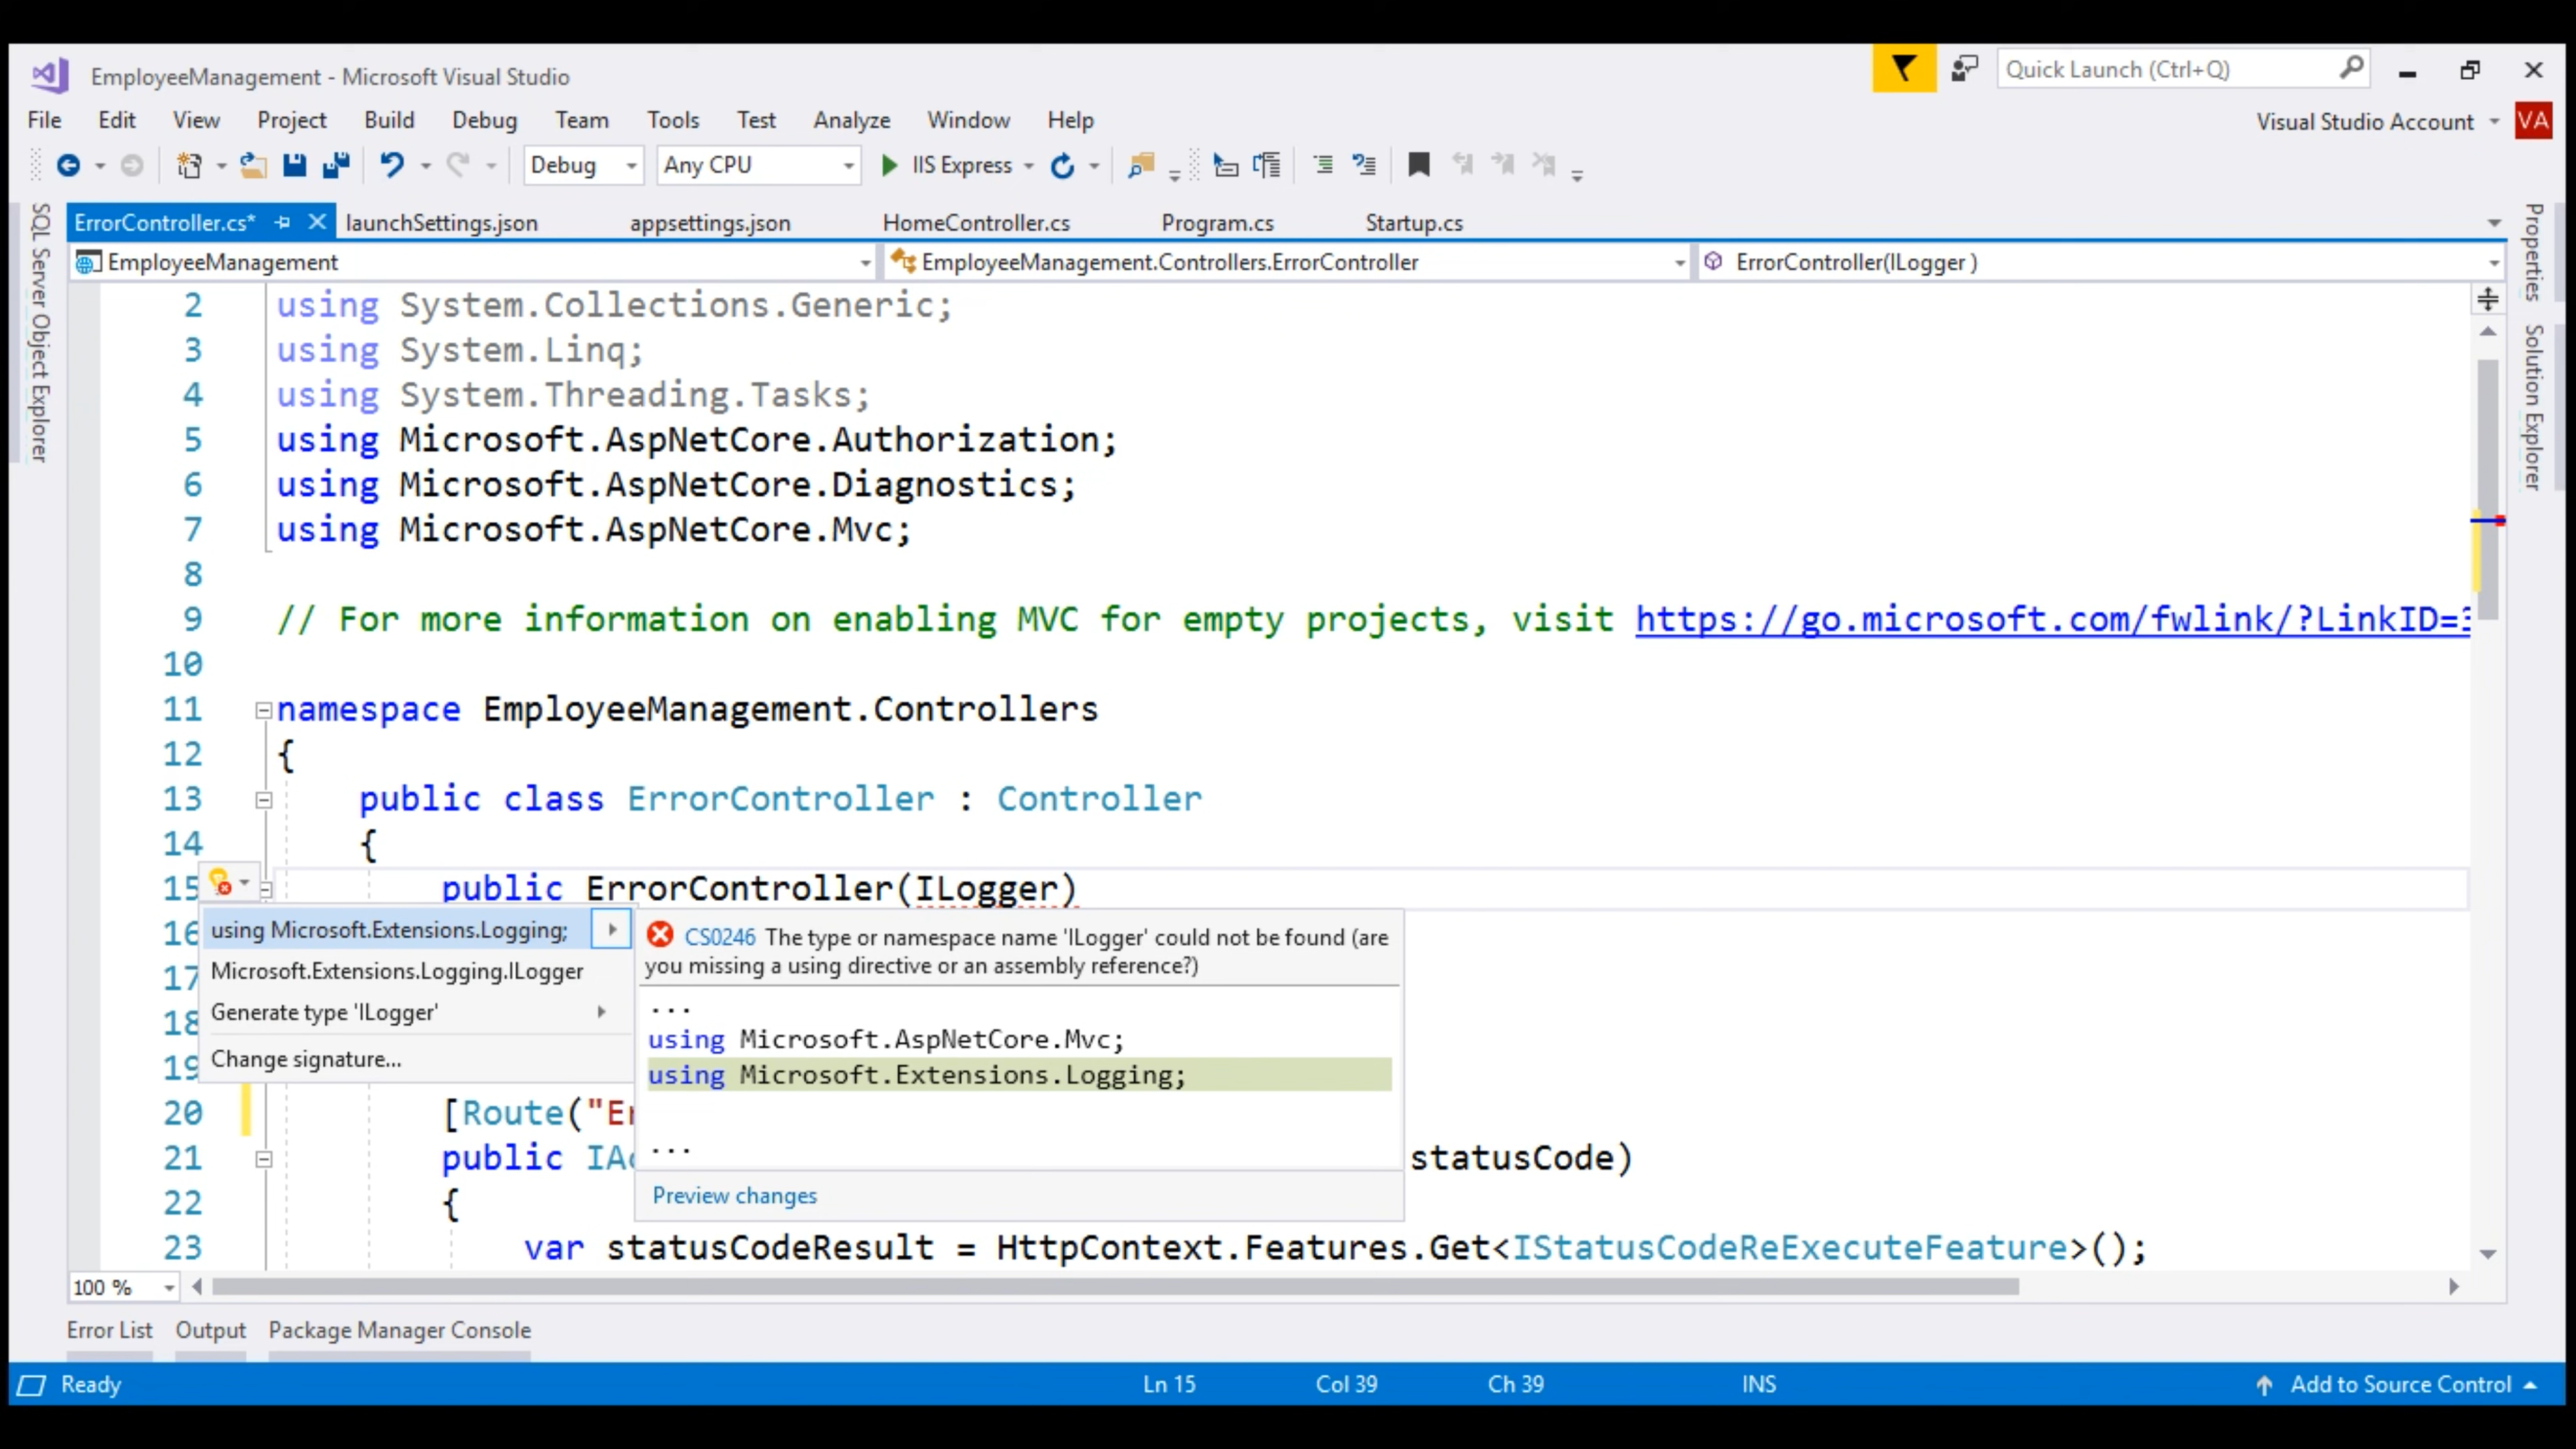 EmployeeManagement - Microsoft Visual Studio
Quick Launch (Ctrl+Q)
File Edit View Project Build Debug Team Tools Test Analyze Window Help
Visual Studio Account VA
Debug Any CPU IIS Express
SQL Server Object Explorer
ErrorController.cs* launchSettings.json appsettings.json HomeController.cs Program.cs Startup.cs
EmployeeManagement EmployeeManagement.Controllers.ErrorController ErrorController(ILogger )
Properties
Solution Explorer
2 using System.Collections.Generic;
3 using System.Linq;
4 using System.Threading.Tasks;
5 using Microsoft.AspNetCore.Authorization;
6 using Microsoft.AspNetCore.Diagnostics;
7 using Microsoft.AspNetCore.Mvc;
8
9 // For more information on enabling MVC for empty projects, visit https://go.microsoft.com/fwlink/?LinkID=
10
11 namespace EmployeeManagement.Controllers
12 {
13 public class ErrorController : Controller
14 {
15 public ErrorController(ILogger)
16
17
18
19
using Microsoft.Extensions.Logging;
Microsoft.Extensions.Logging.ILogger
Generate type 'ILogger'
Change signature...
CS0246 The type or namespace name 'ILogger' could not be found (are
you missing a using directive or an assembly reference?)
...
using Microsoft.AspNetCore.Mvc;
using Microsoft.Extensions.Logging;
...
Preview changes
20 [Route("Er
21 public IAc statusCode)
22 {
23 var statusCodeResult = HttpContext.Features.Get<IStatusCodeReExecuteFeature>();
100 %
Error List Output Package Manager Console
Ready Ln 15 Col 39 Ch 39 INS Add to Source Control